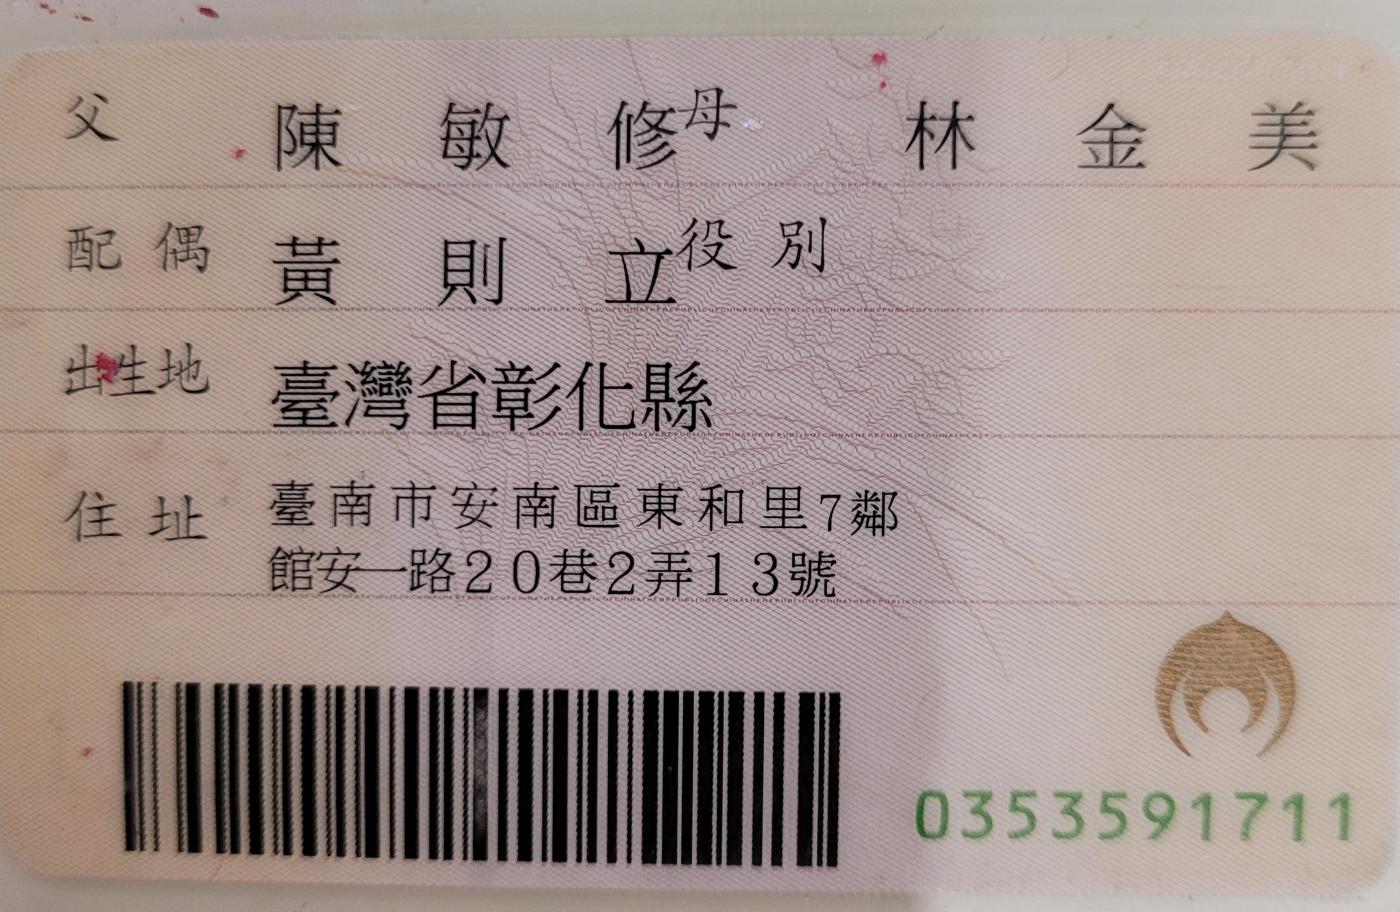 父 陳敏修 母 林金美
配偶 黃則立 役別
出生地 臺灣省彰化縣
住址 臺南市安南區東和里7鄰
館安一路20巷2弄13號
0353591711